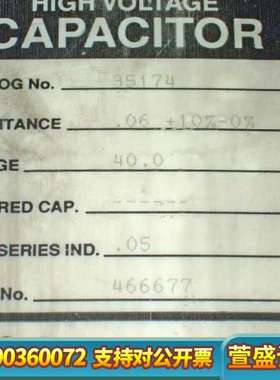 HIGH VOLTAGE
CAPACITOR
OG No. 35174
ITANCE .06 +10%-0%
GE 40.0
RED CAP. ------
SERIES IND. .05
No. 466677
00360072 支持对公开票 萱盛